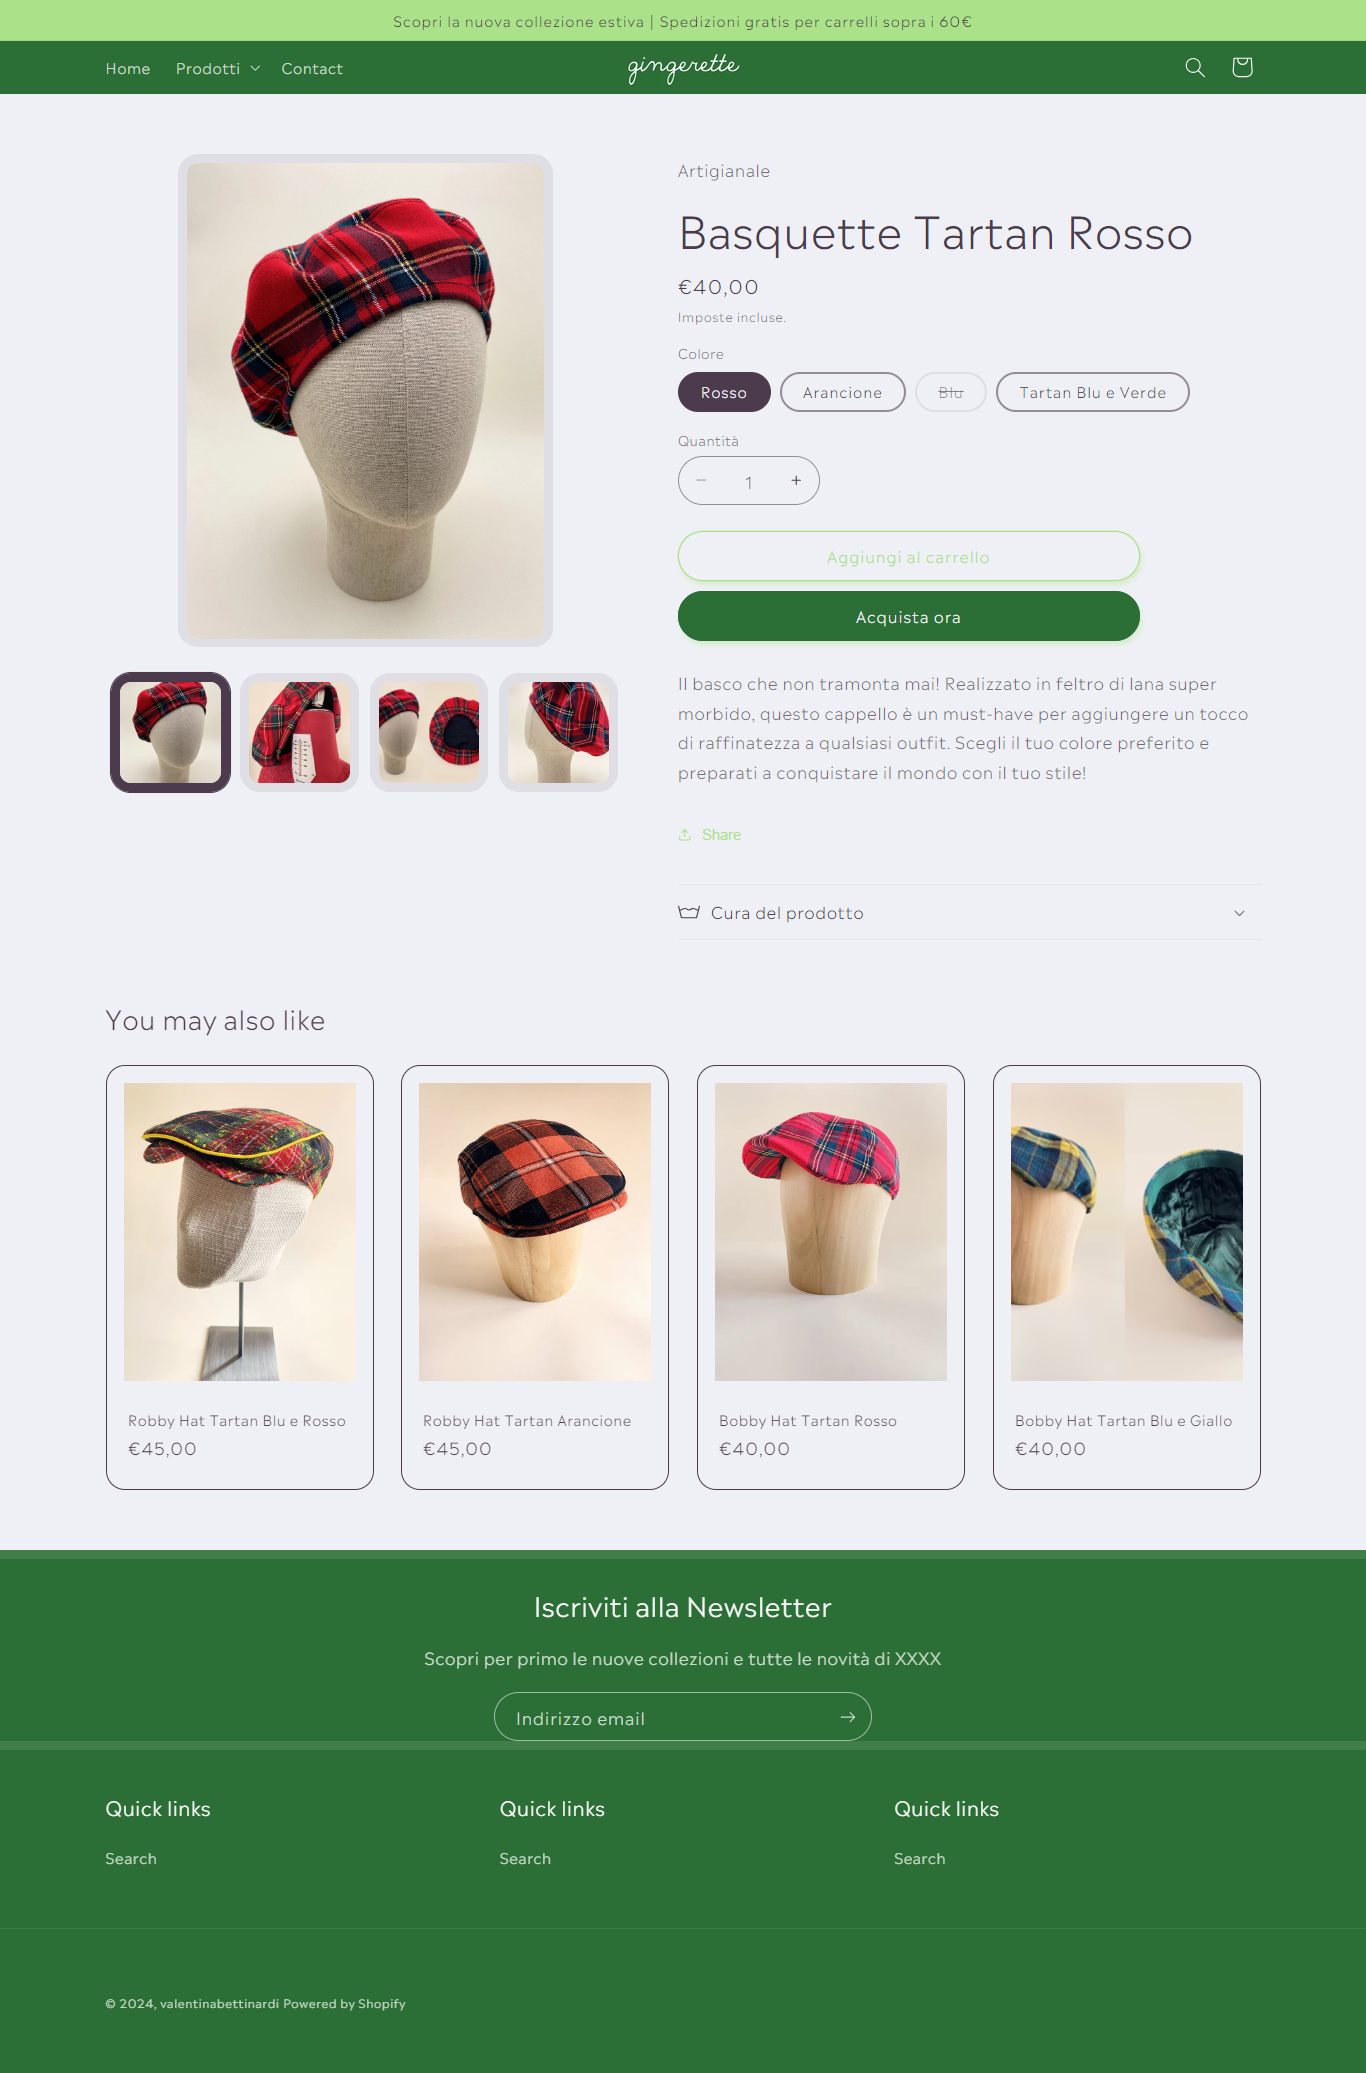 Scopri la nuova collezione estiva | Spedizioni gratis per carrelli sopra i 60€
Home Prodotti Contact
gingerette
Artigianale
Basquette Tartan Rosso
€40,00
Imposte incluse.
Colore
Rosso Arancione Blu Tartan Blu e Verde
Quantità
− 1 +
Aggiungi al carrello
Acquista ora
Il basco che non tramonta mai! Realizzato in feltro di lana super
morbido, questo cappello è un must-have per aggiungere un tocco
di raffinatezza a qualsiasi outfit. Scegli il tuo colore preferito e
preparati a conquistare il mondo con il tuo stile!
Share
Cura del prodotto
You may also like
Robby Hat Tartan Blu e Rosso
€45,00
Robby Hat Tartan Arancione
€45,00
Bobby Hat Tartan Rosso
€40,00
Bobby Hat Tartan Blu e Giallo
€40,00
Iscriviti alla Newsletter
Scopri per primo le nuove collezioni e tutte le novità di XXXX
Indirizzo email
Quick links
Search
Quick links
Search
Quick links
Search
© 2024, valentinabettinardi Powered by Shopify